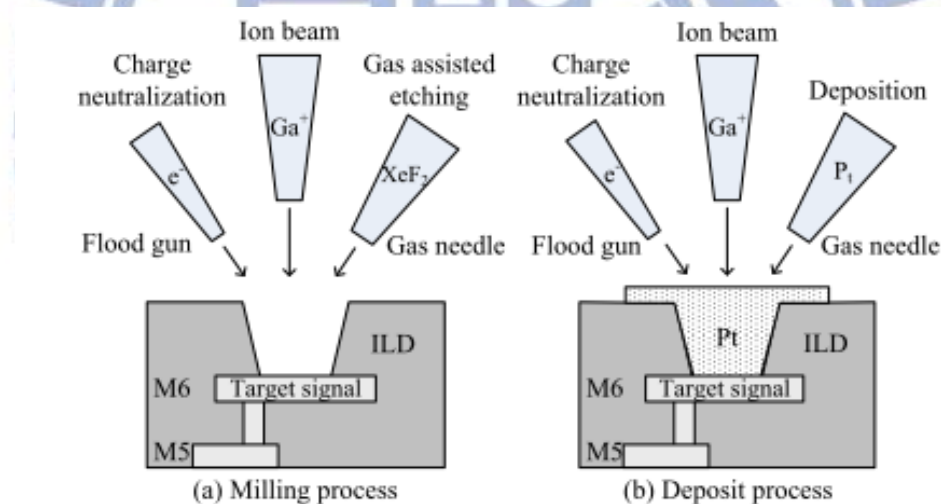 Ion beam
Charge
neutralization
Gas assisted
etching
Ga⁺
e⁻
XeF₂
Flood gun
Gas needle
ILD
M6
Target signal
M5
(a) Milling process
Ion beam
Charge
neutralization
Deposition
Ga⁺
e⁻
Pₜ
Flood gun
Gas needle
Pt
ILD
M6
Target signal
M5
(b) Deposit process